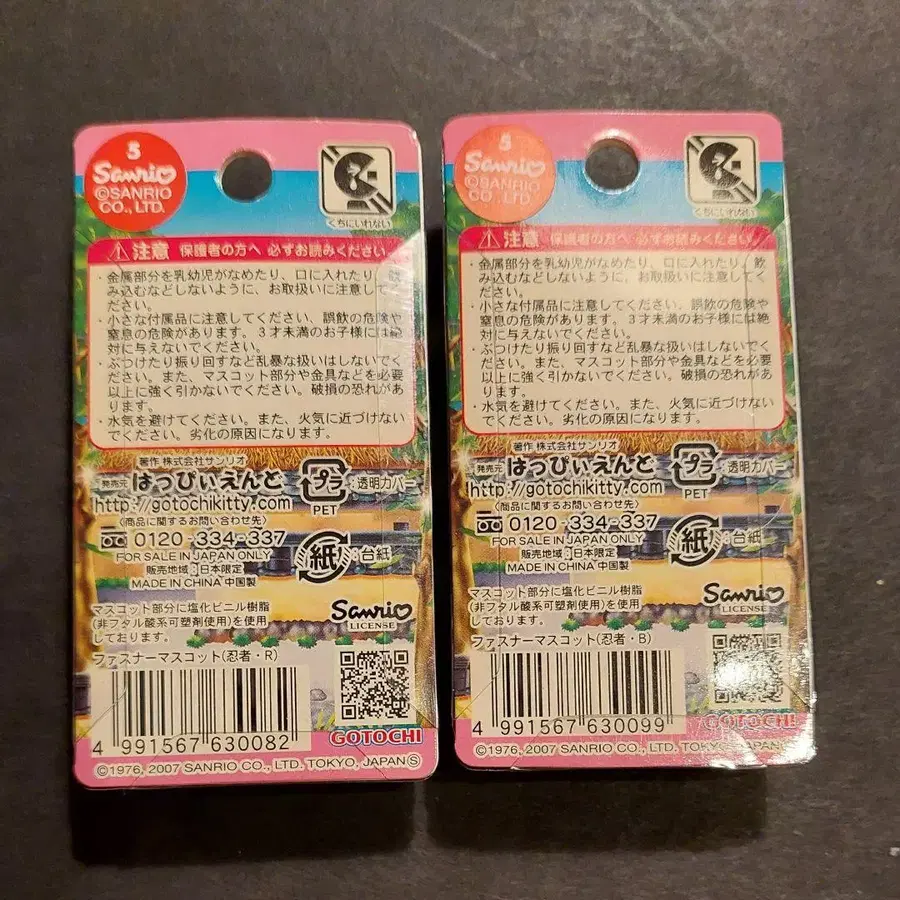 5
Sanrio
©SANRIO
CO., LTD.
くちにいれない
⚠注意 保護者の方へ 必ずお読みください
・金属部分を乳幼児がなめたり、口に入れたり、飲
み込むなどしないように、お取扱いに注意してく
ださい。
・小さな付属品に注意してください。誤飲の危険や
窒息の危険があります。3才未満のお子様には絶
対に与えないでください。
・ぶつけたり振り回すなど乱暴な扱いはしないでく
ださい。また、マスコット部分や金具などを必要
以上に強く引かないでください。破損の恐れがあ
ります。
・水気を避けてください。また、火気に近づけない
でください。劣化の原因になります。
著作 株式会社サンリオ
発売元 はっぴぃえんど
http://gotochikitty.com
〈商品に関するお問い合わせ先〉
0120-334-337
FOR SALE IN JAPAN ONLY
販売地域:日本限定
MADE IN CHINA 中国製
プラ :透明カバー
PET
紙 :台紙
マスコット部分に塩化ビニル樹脂
(非フタル酸系可塑剤使用)を使用
しております。
Sanrio
LICENSE
ファスナーマスコット(忍者・R)
4 991567 630082
GOTOCHI
©1976, 2007 SANRIO CO., LTD. TOKYO, JAPAN Ⓢ
5
Sanrio
©SANRIO
CO., LTD.
くちにいれない
⚠注意 保護者の方へ 必ずお読みください
・金属部分を乳幼児がなめたり、口に入れたり、飲
み込むなどしないように、お取扱いに注意してく
ださい。
・小さな付属品に注意してください。誤飲の危険や
窒息の危険があります。3才未満のお子様には絶
対に与えないでください。
・ぶつけたり振り回すなど乱暴な扱いはしないでく
ださい。また、マスコット部分や金具などを必要
以上に強く引かないでください。破損の恐れがあ
ります。
・水気を避けてください。また、火気に近づけない
でください。劣化の原因になります。
著作 株式会社サンリオ
発売元 はっぴぃえんど
http://gotochikitty.com
〈商品に関するお問い合わせ先〉
0120-334-337
FOR SALE IN JAPAN ONLY
販売地域:日本限定
MADE IN CHINA 中国製
プラ :透明カバー
PET
紙 :台紙
マスコット部分に塩化ビニル樹脂
(非フタル酸系可塑剤使用)を使用
しております。
Sanrio
LICENSE
ファスナーマスコット(忍者・B)
4 991567 630099
GOTOCHI
©1976, 2007 SANRIO CO., LTD. TOKYO, JAPAN Ⓢ